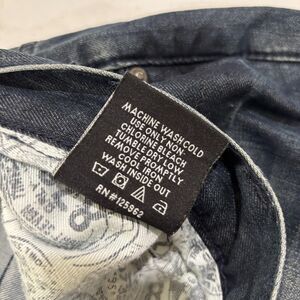 MACHINE WASH COLD
USE ONLY NON-
CHLORINE BLEACH
TUMBLE DRY LOW
REMOVE PROMPTLY
COOL IRON
WASH INSIDE OUT
RN#125962